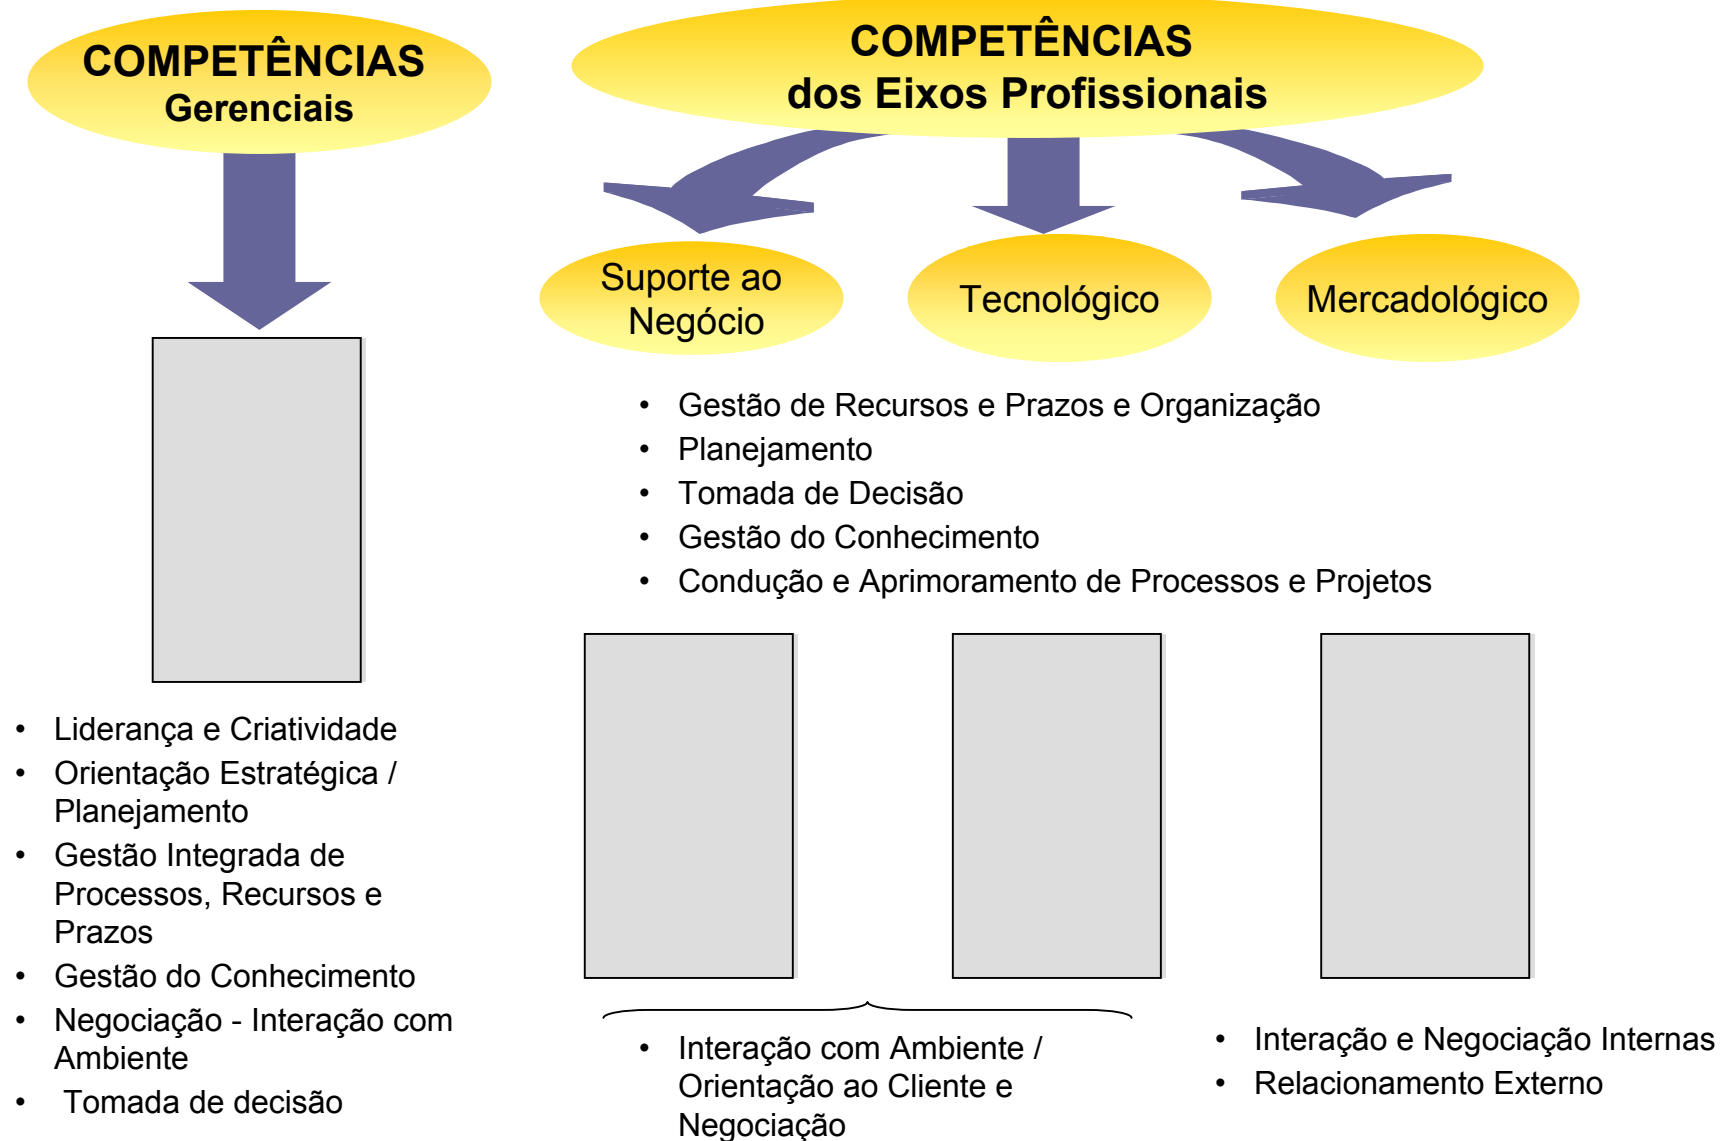 COMPETÊNCIAS
Gerenciais
• Liderança e Criatividade
• Orientação Estratégica /
Planejamento
• Gestão Integrada de
Processos, Recursos e
Prazos
• Gestão do Conhecimento
• Negociação - Interação com
Ambiente
• Tomada de decisão
COMPETÊNCIAS
dos Eixos Profissionais
Suporte ao
Negócio
Tecnológico
Mercadológico
• Gestão de Recursos e Prazos e Organização
• Planejamento
• Tomada de Decisão
• Gestão do Conhecimento
• Condução e Aprimoramento de Processos e Projetos
• Interação com Ambiente /
Orientação ao Cliente e
Negociação
• Interação e Negociação Internas
• Relacionamento Externo